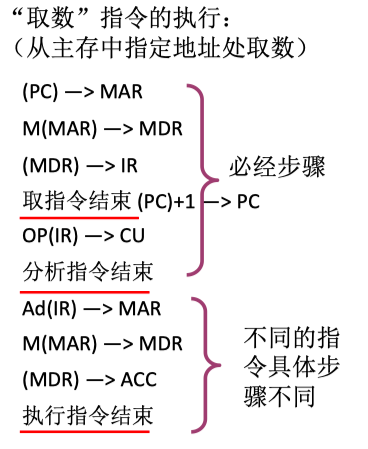 “取数”指令的执行：
（从主存中指定地址处取数）
(PC) —> MAR
M(MAR) —> MDR
(MDR) —> IR
必经步骤
取指令结束 (PC)+1 —> PC
OP(IR) —> CU
分析指令结束
Ad(IR) —> MAR
M(MAR) —> MDR
(MDR) —> ACC
执行指令结束
不同的指
令具体步
骤不同